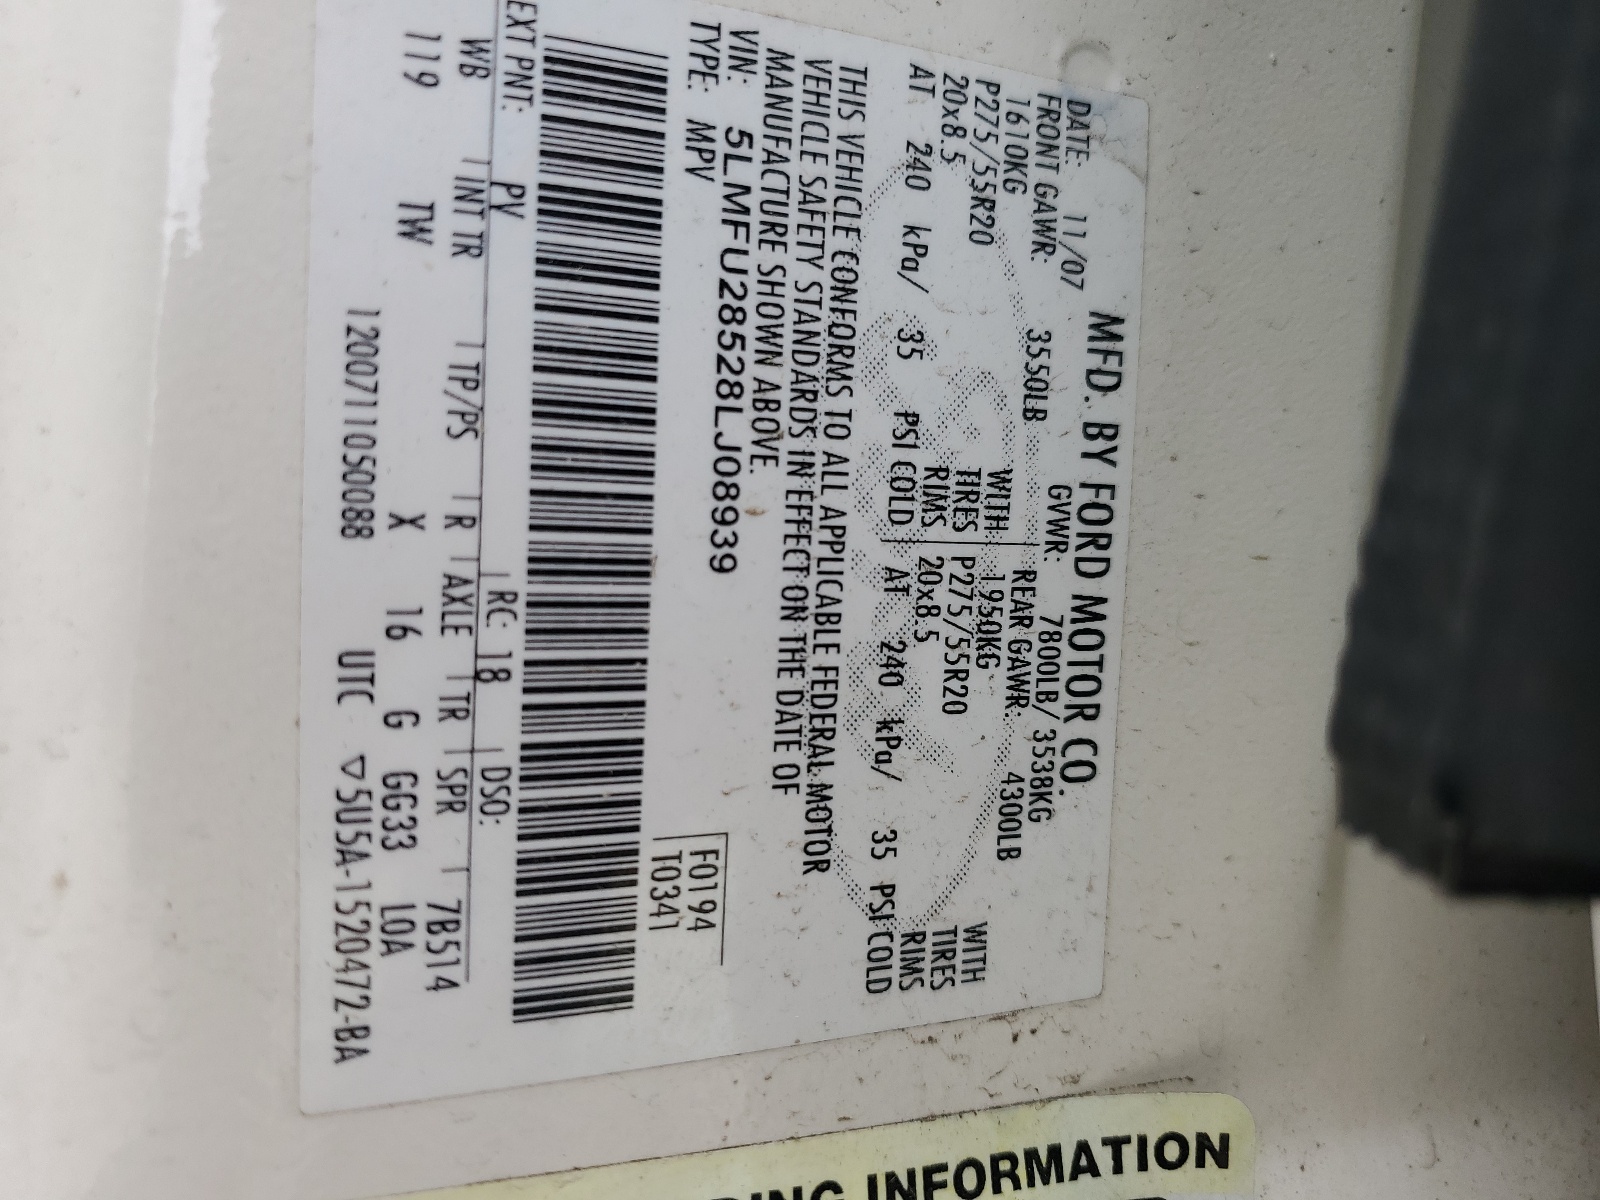 MFD. BY FORD MOTOR CO.
DATE: 11/07 GVWR: 7800LB/ 3538KG
FRONT GAWR: 3550LB REAR GAWR: 4300LB
1610KG WITH 1950KG WITH
P275/55R20 TIRES P275/55R20 TIRES
20x8.5 RIMS 20x8.5 RIMS
AT 240 kPa/ 35 PSI COLD AT 240 kPa/ 35 PSI COLD
THIS VEHICLE CONFORMS TO ALL APPLICABLE FEDERAL MOTOR
VEHICLE SAFETY STANDARDS IN EFFECT ON THE DATE OF
MANUFACTURE SHOWN ABOVE.
VIN: 5LMFU28528LJ08939 F0194
TYPE: MPV T0341
EXT PNT: PV RC: 18 DSO:
WB INT TR TP/PS R AXLE TR SPR 7B514
119 TW X 16 G GG33 LOA
1200711050088 UTC ▽5U5A-1520472-BA
INFORMATION